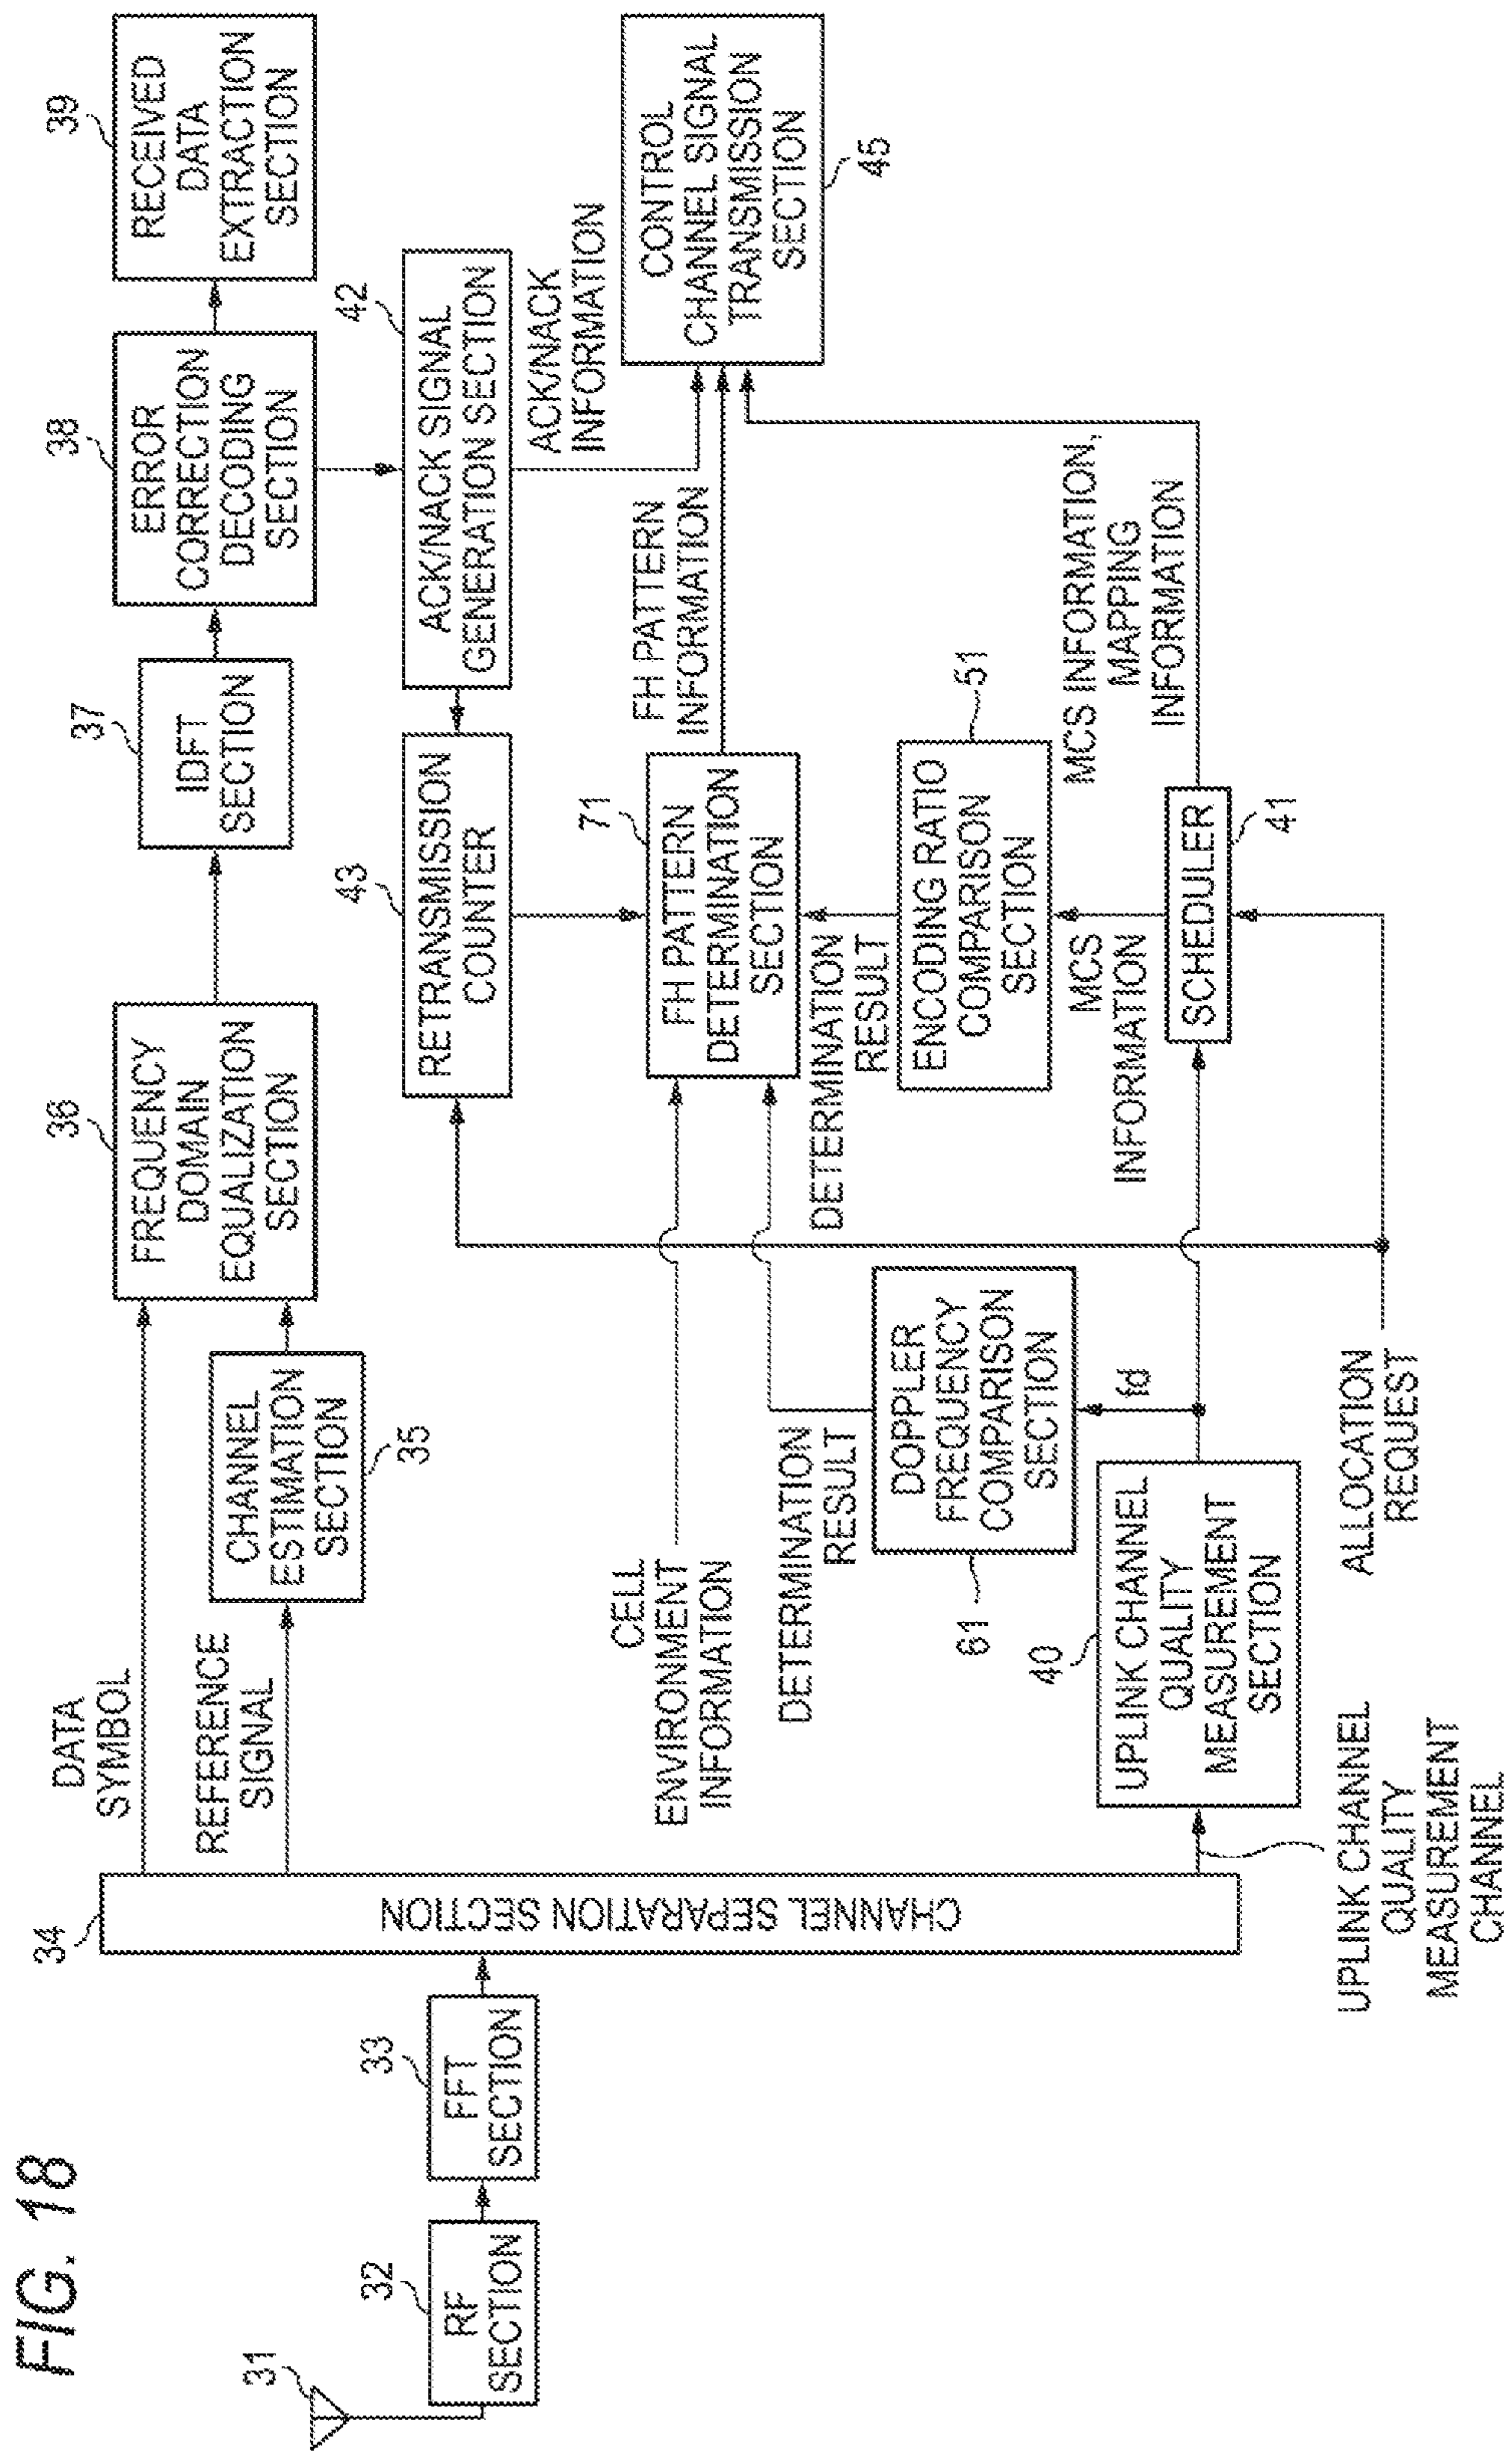 FIG. 18
31
32
RF
SECTION
33
FFT
SECTION
34
CHANNEL SEPARATION SECTION
DATA
SYMBOL
REFERENCE
SIGNAL
35
CHANNEL
ESTIMATION
SECTION
36
FREQUENCY
DOMAIN
EQUALIZATION
SECTION
37
IDFT
SECTION
38
ERROR
CORRECTION
DECODING
SECTION
39
RECEIVED
DATA
EXTRACTION
SECTION
42
ACK/NACK SIGNAL
GENERATION SECTION
ACK/NACK
INFORMATION
43
RETRANSMISSION
COUNTER
CELL
ENVIRONMENT
INFORMATION
71
FH PATTERN
DETERMINATION
SECTION
FH PATTERN
INFORMATION
CONTROL
CHANNEL SIGNAL
TRANSMISSION
SECTION
45
DETERMINATION
RESULT
61
DOPPLER
FREQUENCY
COMPARISON
SECTION
fd
DETERMINATION
RESULT
51
ENCODING RATIO
COMPARISON
SECTION
MCS
INFORMATION
40
UPLINK CHANNEL
QUALITY
MEASUREMENT
SECTION
SCHEDULER
41
MCS INFORMATION,
MAPPING
INFORMATION
UPLINK CHANNEL
QUALITY
MEASUREMENT
CHANNEL
ALLOCATION
REQUEST